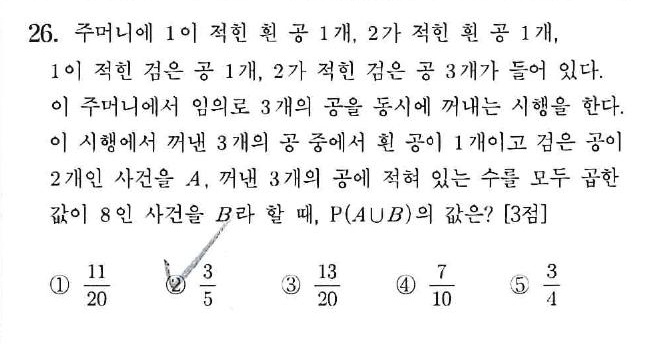 26. 주머니에 1이 적힌 흰 공 1개, 2가 적힌 흰 공 1개,
1이 적힌 검은 공 1개, 2가 적힌 검은 공 3개가 들어 있다.
이 주머니에서 임의로 3개의 공을 동시에 꺼내는 시행을 한다.
이 시행에서 꺼낸 3개의 공 중에서 흰 공이 1개이고 검은 공이
2개인 사건을 A, 꺼낸 3개의 공에 적혀 있는 수를 모두 곱한
값이 8인 사건을 B라 할 때, P(A∪B)의 값은? [3점]
① 11/20 ② 3/5 ③ 13/20 ④ 7/10 ⑤ 3/4